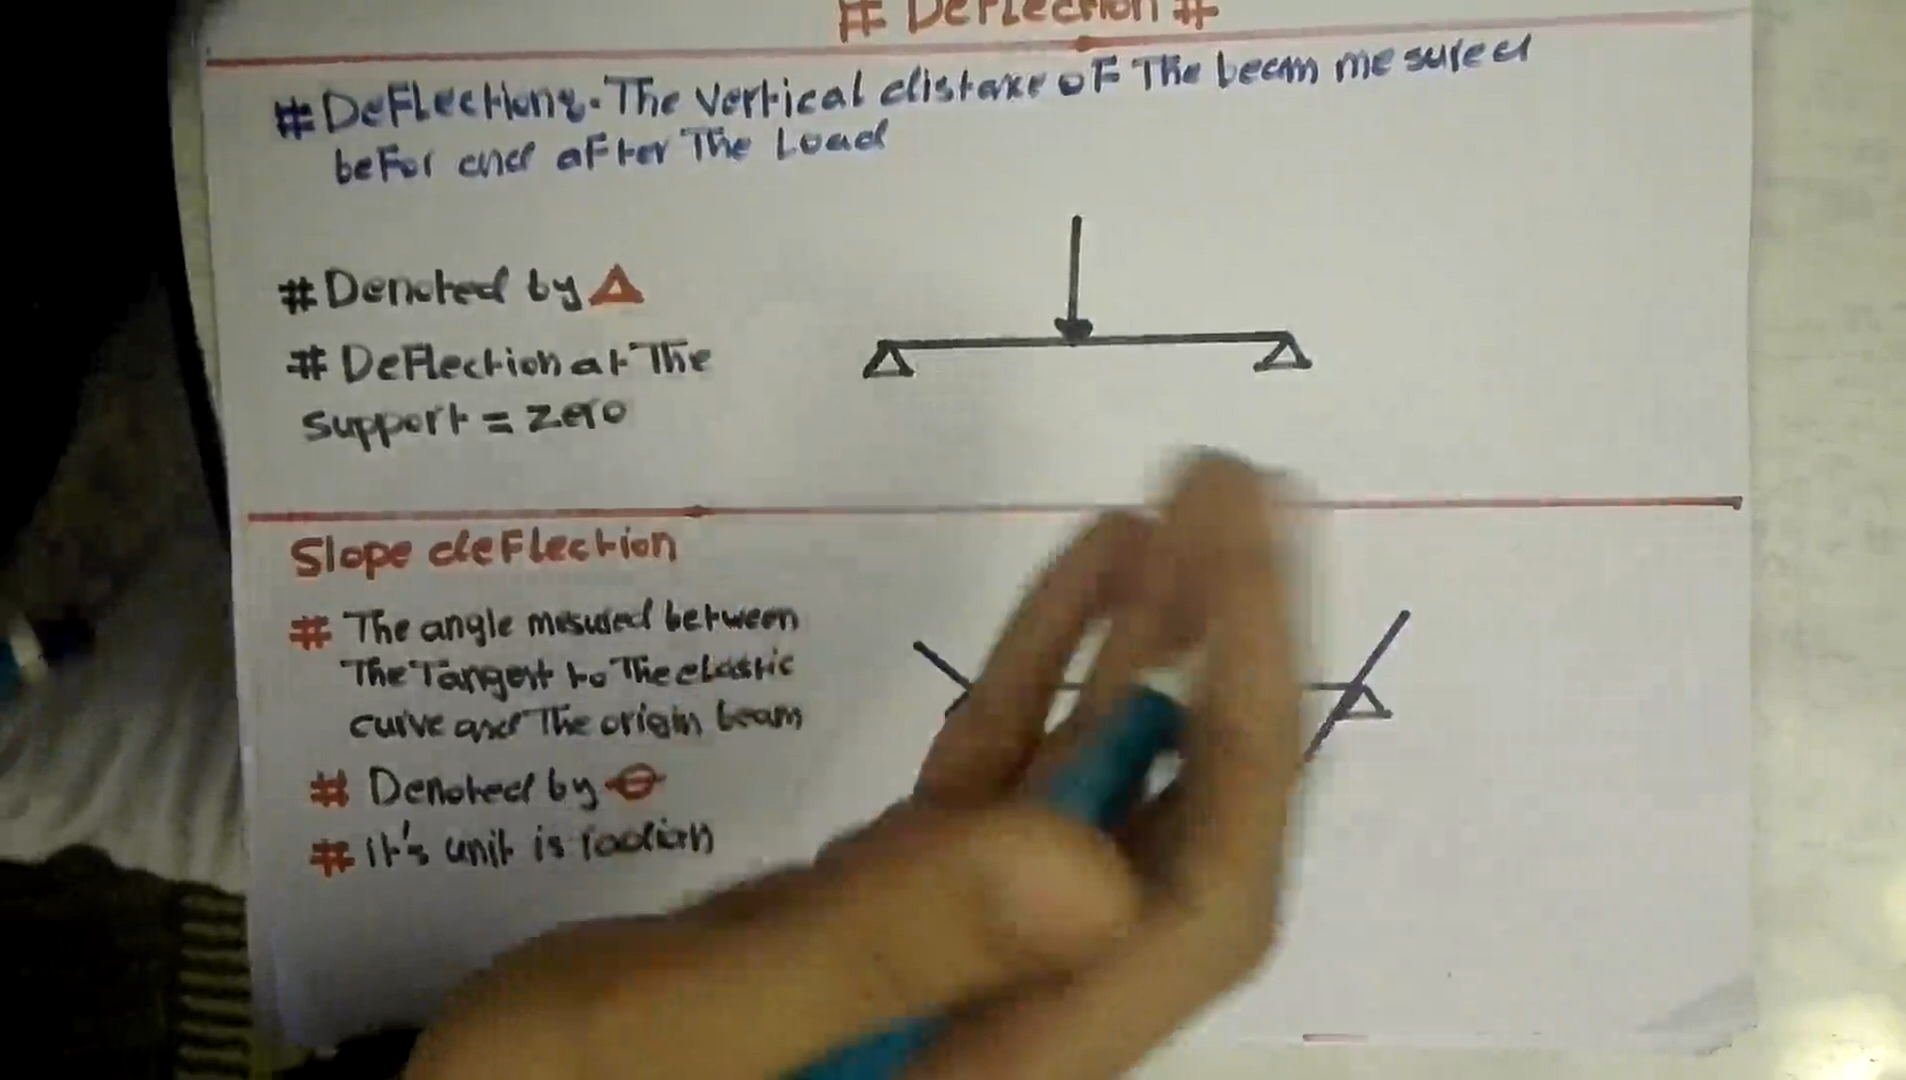 # Deflection #
# Deflection:- The vertical distance of The beam mesured
befor and after The Load
# Denoted by Δ
# Deflection at The
support = Zero
Slope deflection
# The angle mesured between
The Tangent to The elastic
curve and The origin beam
# Denoted by θ
# it's unit is radian